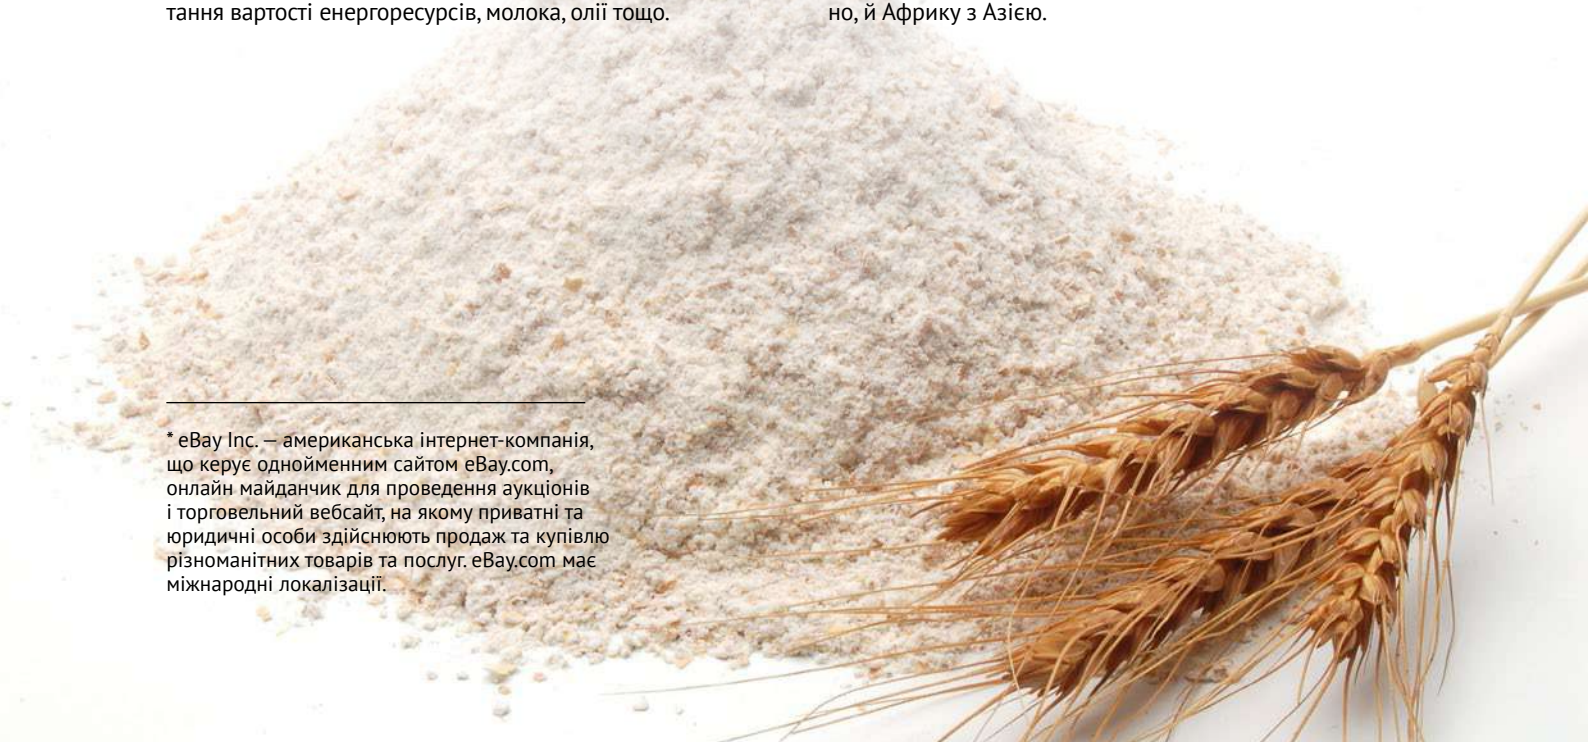 тання вартості енергоресурсів, молока, олії тощо.
но, й Африку з Азією.
* eBay Inc. — американська інтернет-компанія,
що керує однойменним сайтом eBay.com,
онлайн майданчик для проведення аукціонів
і торговельний вебсайт, на якому приватні та
юридичні особи здійснюють продаж та купівлю
різноманітних товарів та послуг. eBay.com має
міжнародні локалізації.